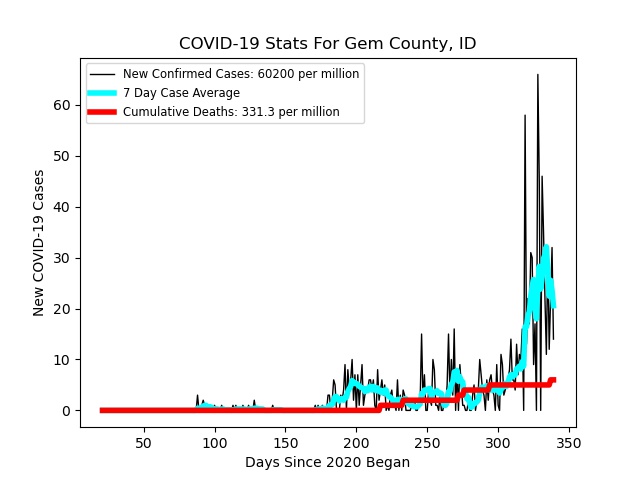 COVID-19 Stats For Gem County, ID
New Confirmed Cases: 60200 per million
7 Day Case Average
Cumulative Deaths: 331.3 per million
New COVID-19 Cases
60
50
40
30
20
10
0
50 100 150 200 250 300 350
Days Since 2020 Began